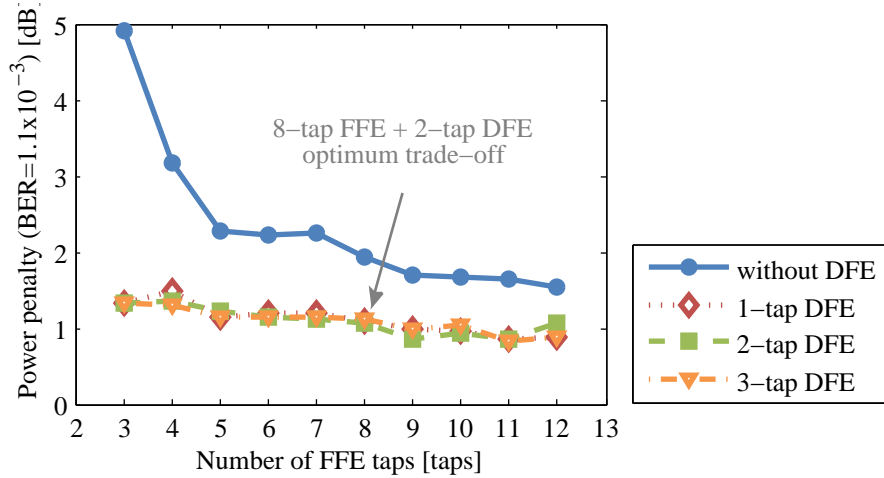 Power penalty (BER=1.1x10⁻³) [dB]
5
4
3
2
1
0
8−tap FFE + 2−tap DFE
optimum trade−off
2 3 4 5 6 7 8 9 10 11 12 13
Number of FFE taps [taps]
without DFE
1−tap DFE
2−tap DFE
3−tap DFE